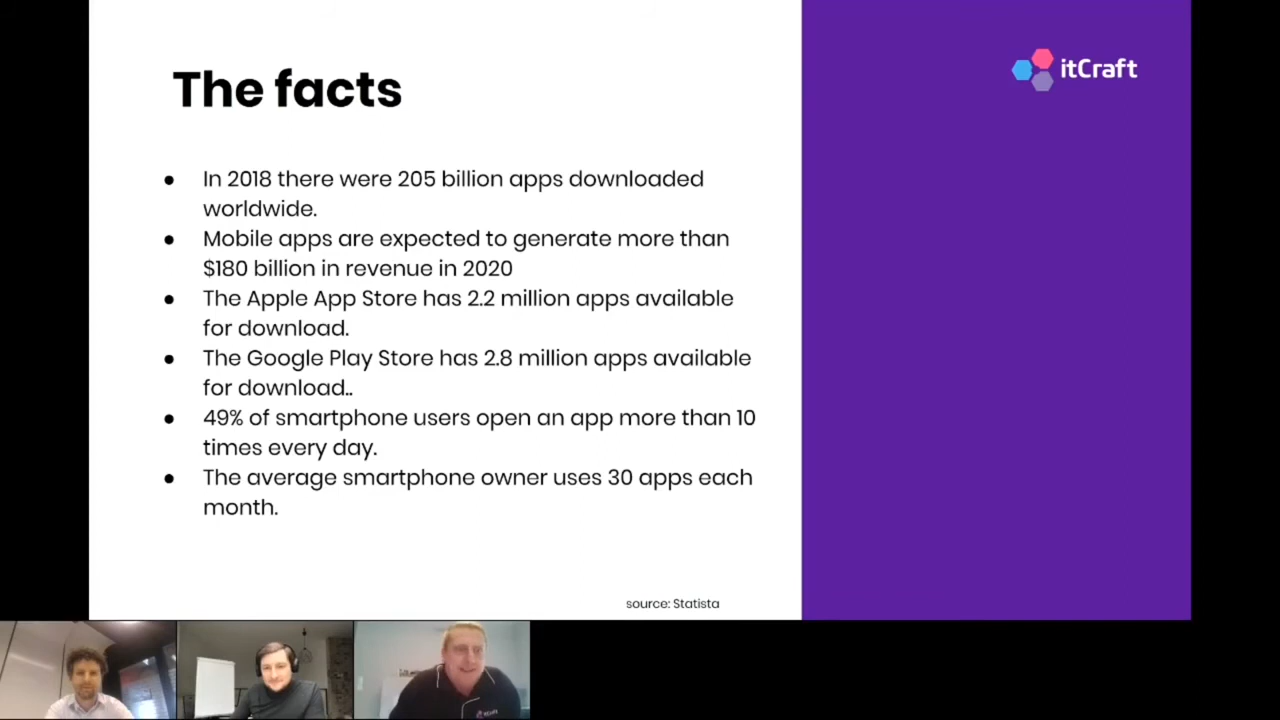 The facts
itCraft
● In 2018 there were 205 billion apps downloaded
worldwide.
● Mobile apps are expected to generate more than
$180 billion in revenue in 2020
● The Apple App Store has 2.2 million apps available
for download.
● The Google Play Store has 2.8 million apps available
for download..
● 49% of smartphone users open an app more than 10
times every day.
● The average smartphone owner uses 30 apps each
month.
source: Statista
itCraft